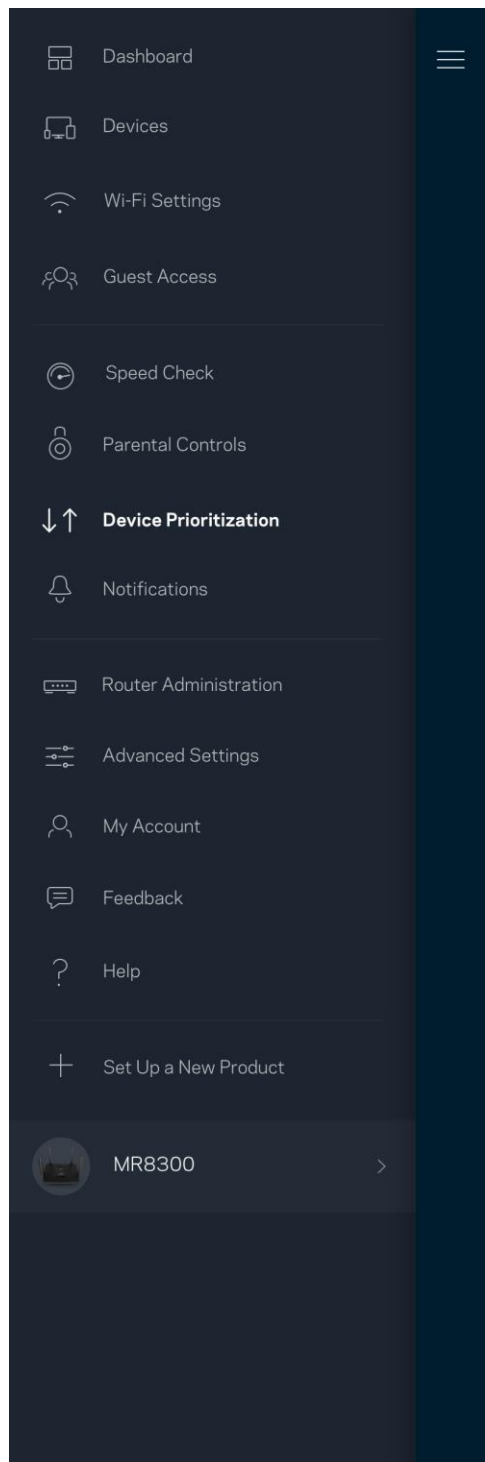 Dashboard
Devices
Wi-Fi Settings
Guest Access
Speed Check
Parental Controls
Device Prioritization
Notifications
Router Administration
Advanced Settings
My Account
Feedback
Help
Set Up a New Product
MR8300